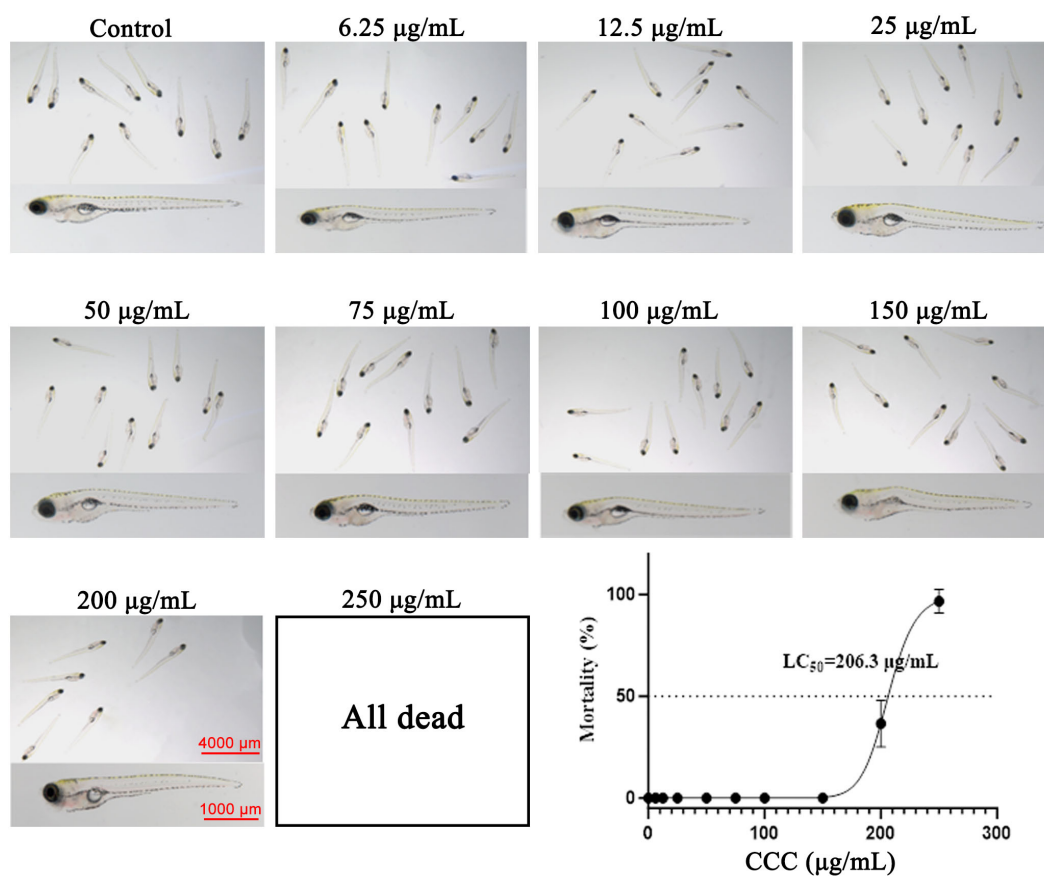 Control
6.25 µg/mL
12.5 µg/mL
25 µg/mL
50 µg/mL
75 µg/mL
100 µg/mL
150 µg/mL
200 µg/mL
250 µg/mL
4000 µm
1000 µm
All dead
Mortality (%)
100
50
0
LC₅₀=206.3 µg/mL
0
100
200
300
CCC (µg/mL)